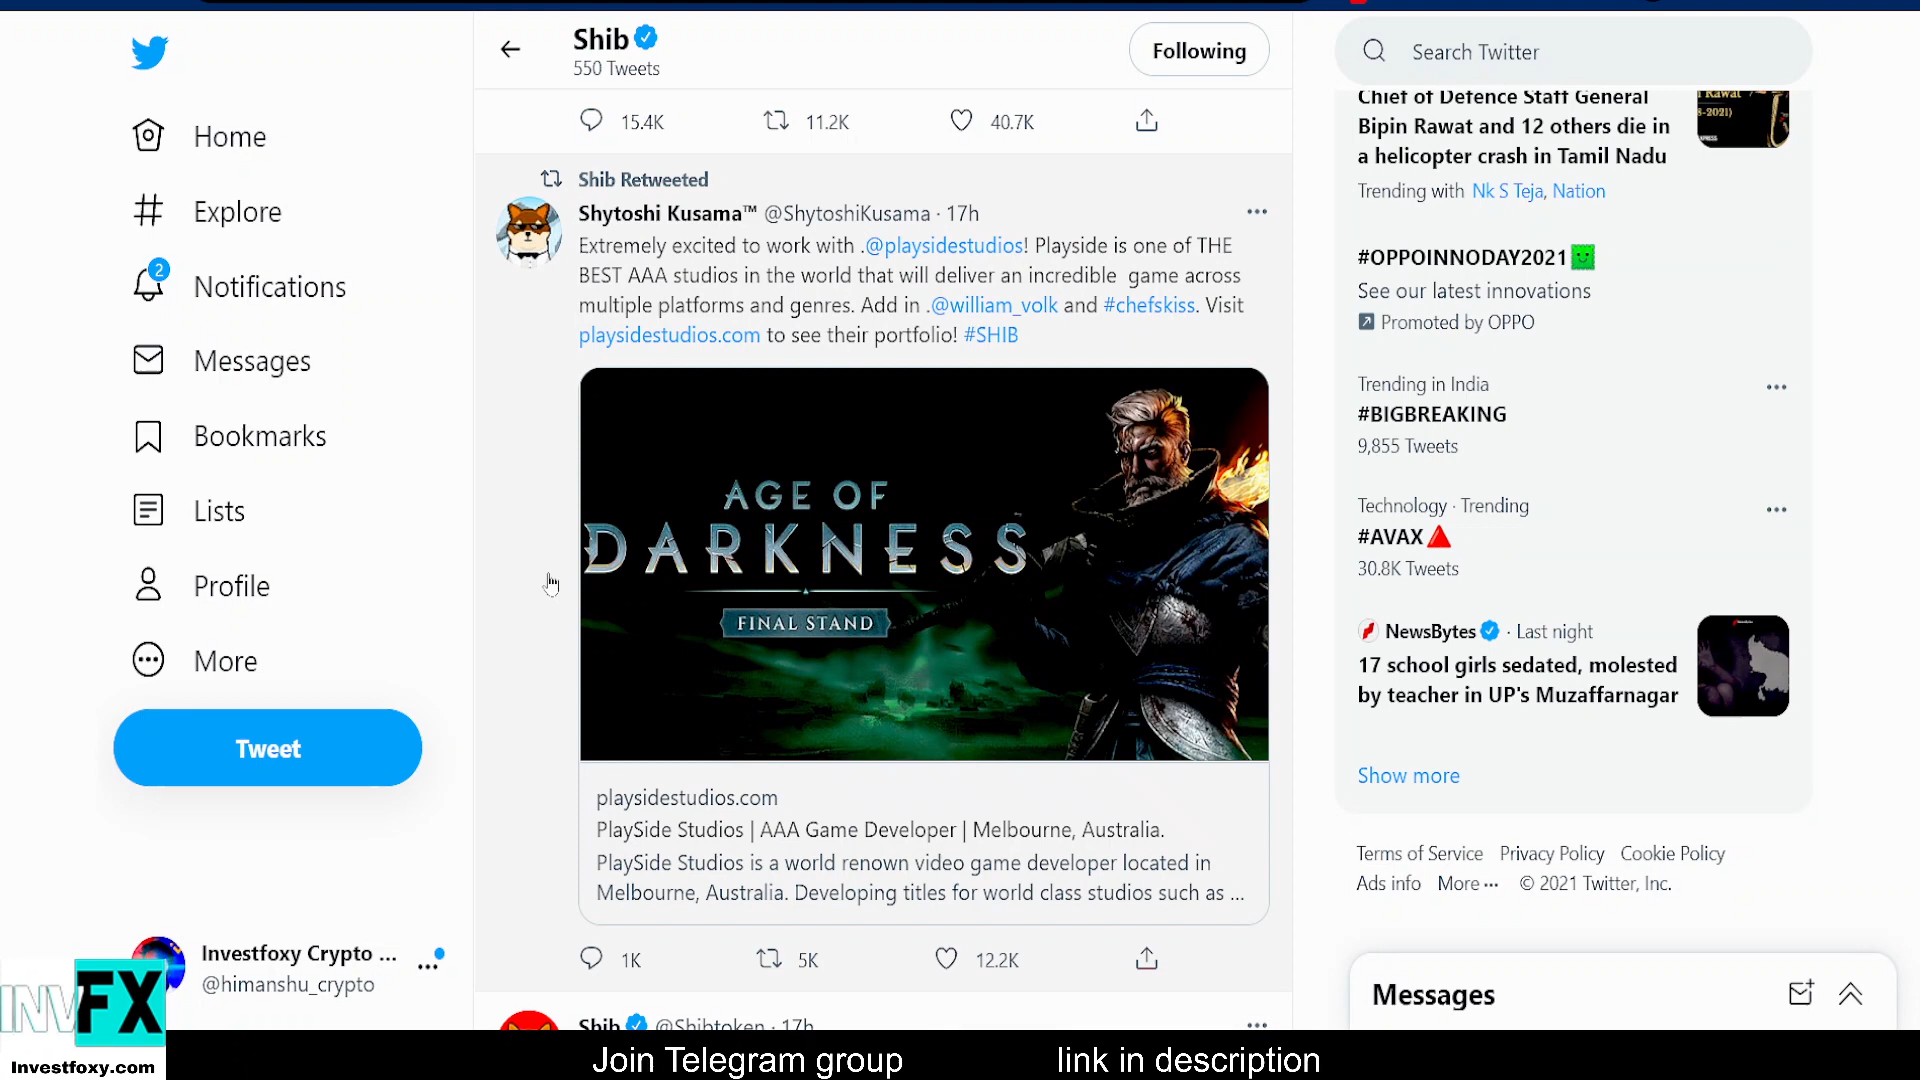 Home
Explore
2
Notifications
Messages
Bookmarks
Lists
Profile
More
Tweet
Investfoxy Crypto ...
@himanshu_crypto
Shib
550 Tweets
Following
15.4K 11.2K 40.7K
Shib Retweeted
Shytoshi Kusama™ @ShytoshiKusama · 17h
Extremely excited to work with .@playsidestudios! Playside is one of THE
BEST AAA studios in the world that will deliver an incredible game across
multiple platforms and genres. Add in .@william_volk and #chefskiss. Visit
playsidestudios.com to see their portfolio! #SHIB
AGE OF
DARKNESS
FINAL STAND
playsidestudios.com
PlaySide Studios | AAA Game Developer | Melbourne, Australia.
PlaySide Studios is a world renown video game developer located in
Melbourne, Australia. Developing titles for world class studios such as ...
1K 5K 12.2K
Shib @Shibtoken · 17h
Search Twitter
Chief of Defence Staff General
Bipin Rawat and 12 others die in
a helicopter crash in Tamil Nadu
Trending with Nk S Teja, Nation
#OPPOINNODAY2021
See our latest innovations
Promoted by OPPO
Trending in India
#BIGBREAKING
9,855 Tweets
Technology · Trending
#AVAX
30.8K Tweets
NewsBytes · Last night
17 school girls sedated, molested
by teacher in UP's Muzaffarnagar
Show more
Terms of Service Privacy Policy Cookie Policy
Ads info More ··· © 2021 Twitter, Inc.
Messages
INVFX
Investfoxy.com
Join Telegram group link in description